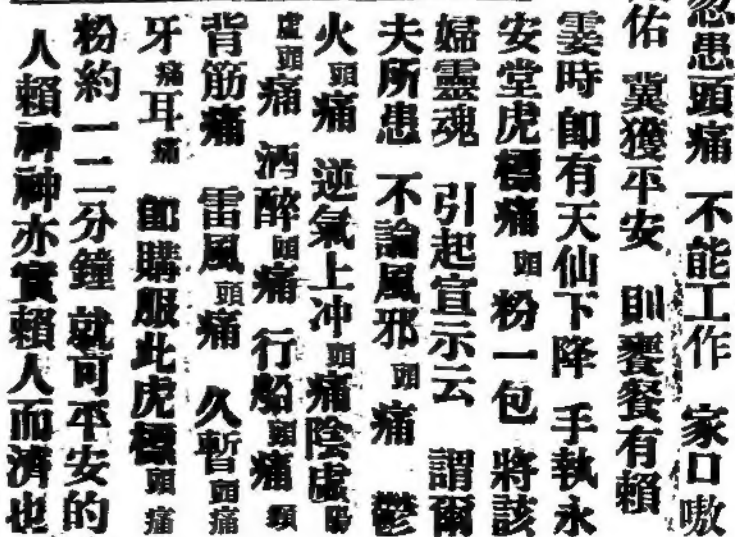 忽患頭痛 不能工作 家口嗷
佑 冀獲平安 則饔餐有賴
霎時 卽有天仙下降 手執永
安堂虎標頭痛粉一包 將該
婦靈魂 引起宣示云 謂爾
夫所患 不論風邪頭痛 鬱
火頭痛 逆氣上冲頭痛陰虛陽
虛頭痛 酒醉頭痛 行船頭痛 頸
背筋痛 雷風頭痛 久暫頭痛
牙痛耳痛 卽購服此虎標頭痛
粉約一二分鐘 就可平安的
人賴神神亦實賴人而濟也